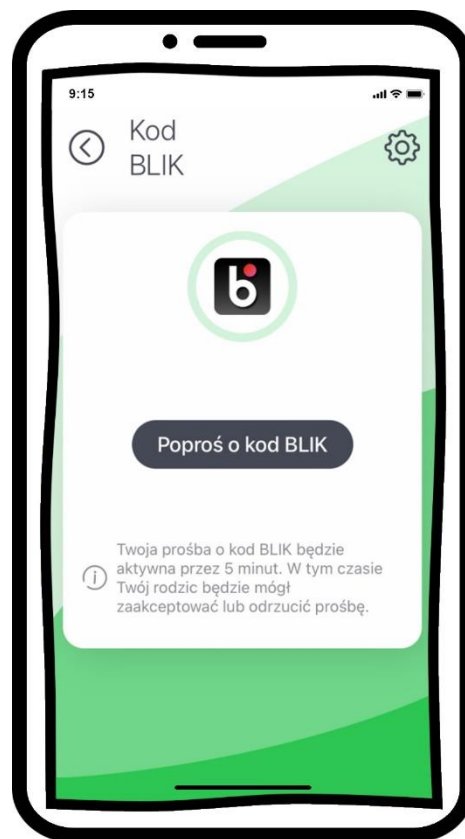 9:15
Kod
BLIK
Poproś o kod BLIK
Twoja prośba o kod BLIK będzie
aktywna przez 5 minut. W tym czasie
Twój rodzic będzie mógł
zaakceptować lub odrzucić prośbę.